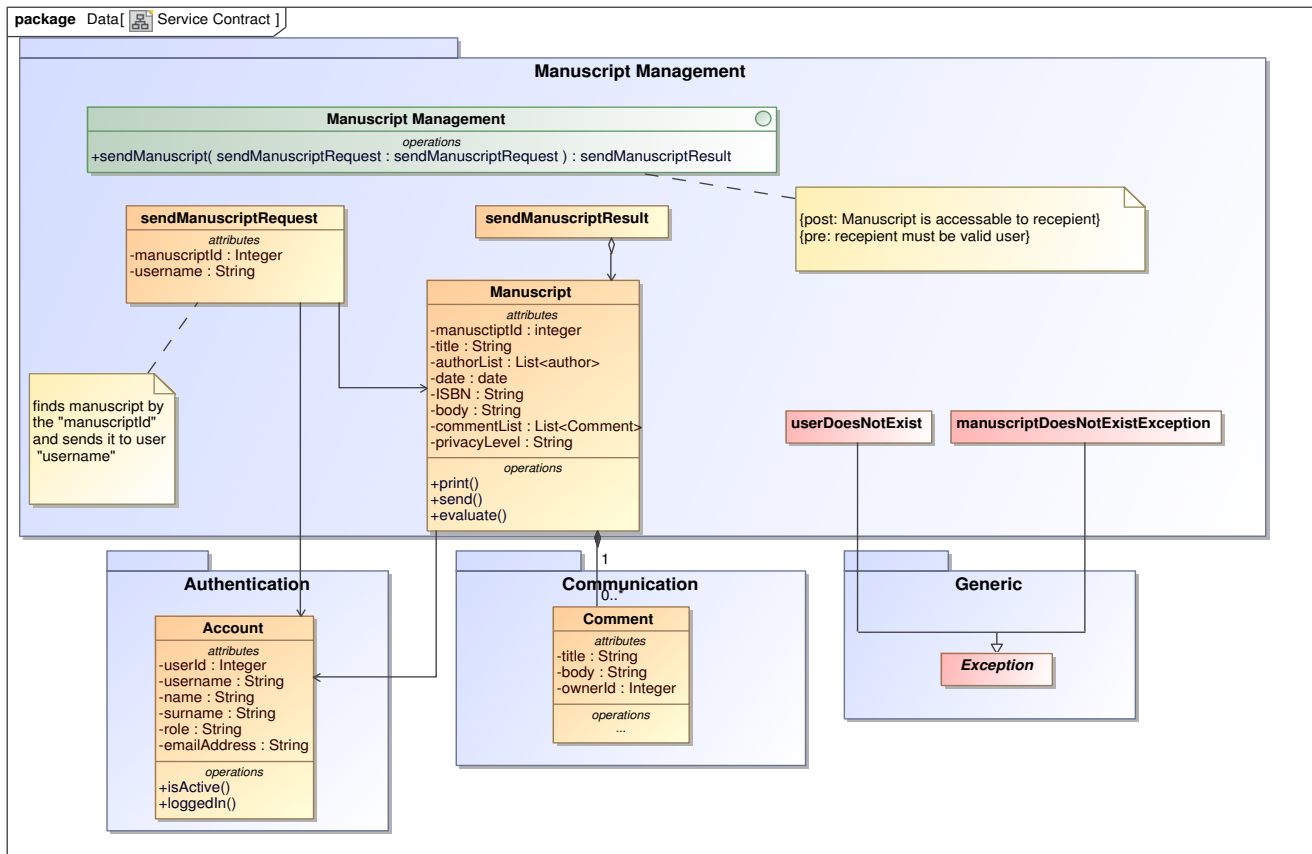 package Data[ Service Contract ]
Manuscript Management
Manuscript Management
operations
+sendManuscript( sendManuscriptRequest : sendManuscriptRequest ) : sendManuscriptResult
{post: Manuscript is accessable to recepient}
{pre: recepient must be valid user}
sendManuscriptRequest
attributes
-manuscriptId : Integer
-username : String
sendManuscriptResult
Manuscript
attributes
-manusctiptId : integer
-title : String
-authorList : List<author>
-date : date
-ISBN : String
-body : String
-commentList : List<Comment>
-privacyLevel : String
operations
+print()
+send()
+evaluate()
finds manuscript by
the "manuscriptId"
and sends it to user
"username"
userDoesNotExist
manuscriptDoesNotExistException
Authentication
Account
attributes
-userId : Integer
-username : String
-name : String
-surname : String
-role : String
-emailAddress : String
operations
+isActive()
+loggedIn()
Communication
1
0..*
Comment
attributes
-title : String
-body : String
-ownerId : Integer
operations
...
Generic
Exception